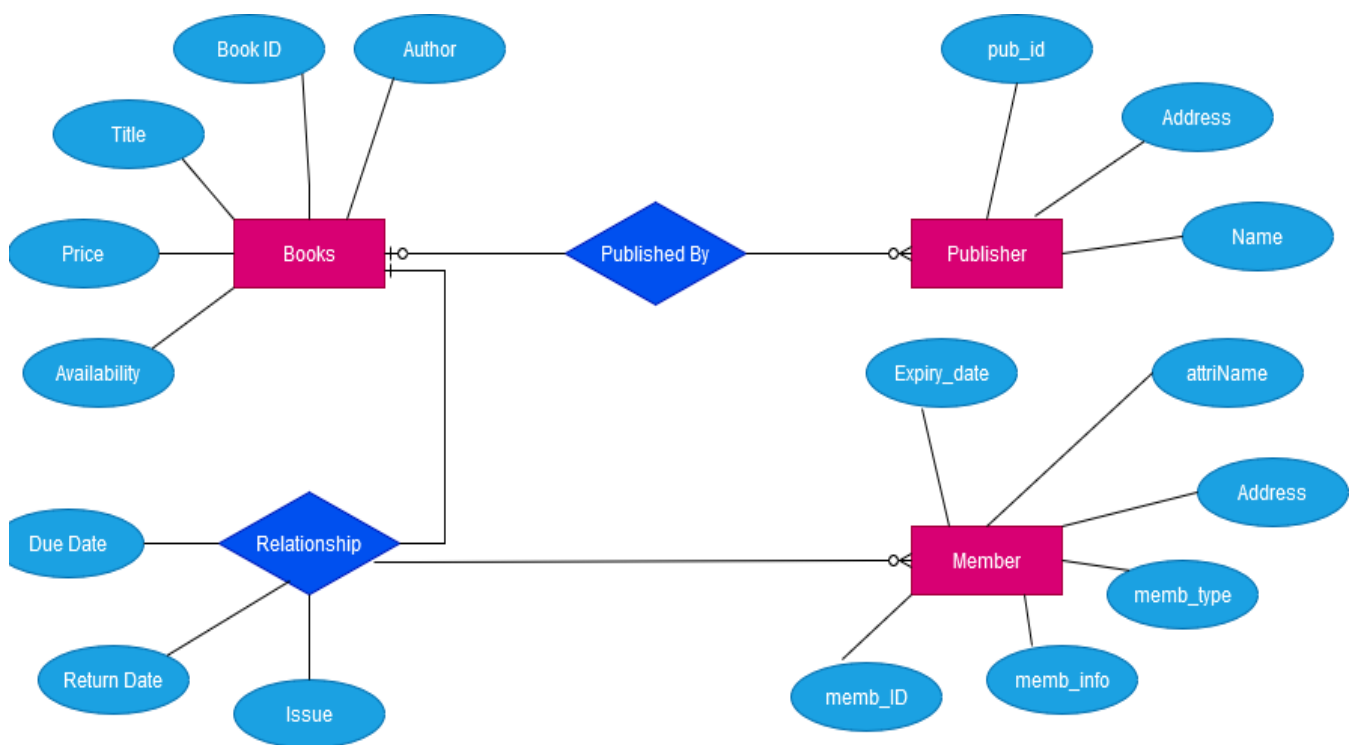 Book ID
Author
pub_id
Title
Address
Price
Books
Published By
Publisher
Name
Availability
Expiry_date
attriName
Due Date
Relationship
Member
Address
memb_type
Return Date
Issue
memb_ID
memb_info